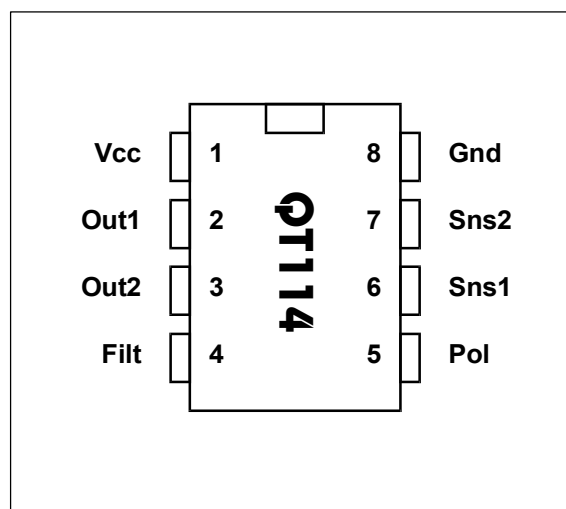 Vcc 1 8 Gnd
Out1 2 7 Sns2
Out2 3 6 Sns1
Filt 4 5 Pol
QT114